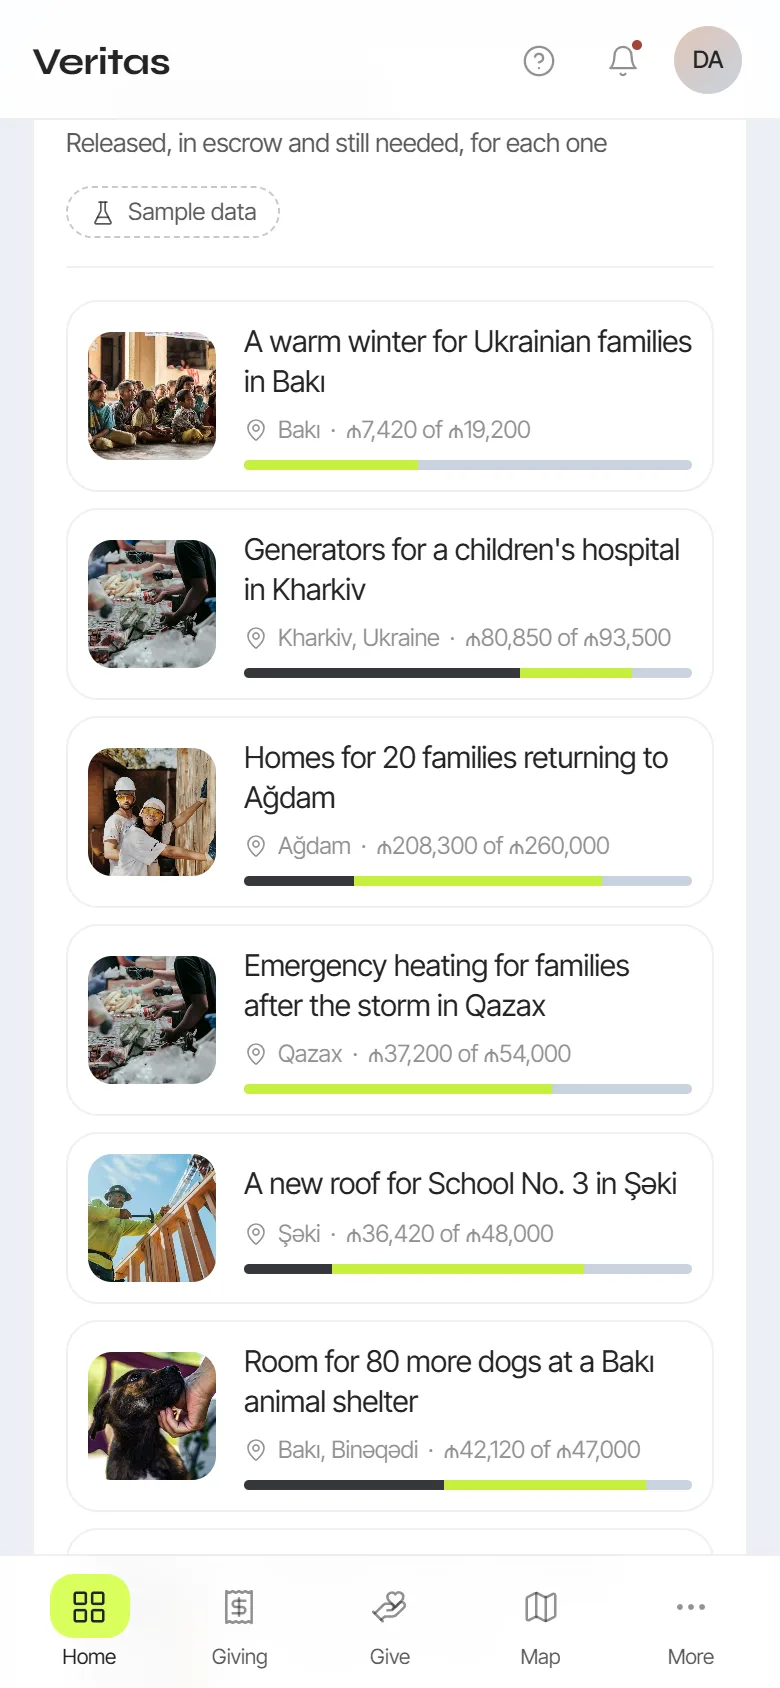 Veritas
DA
Released, in escrow and still needed, for each one
Sample data
A warm winter for Ukrainian families
in Bakı
Bakı · ₼7,420 of ₼19,200
Generators for a children's hospital
in Kharkiv
Kharkiv, Ukraine · ₼80,850 of ₼93,500
Homes for 20 families returning to
Ağdam
Ağdam · ₼208,300 of ₼260,000
Emergency heating for families
after the storm in Qazax
Qazax · ₼37,200 of ₼54,000
A new roof for School No. 3 in Şəki
Şəki · ₼36,420 of ₼48,000
Room for 80 more dogs at a Bakı
animal shelter
Bakı, Binəqədi · ₼42,120 of ₼47,000
Home
Giving
Give
Map
More